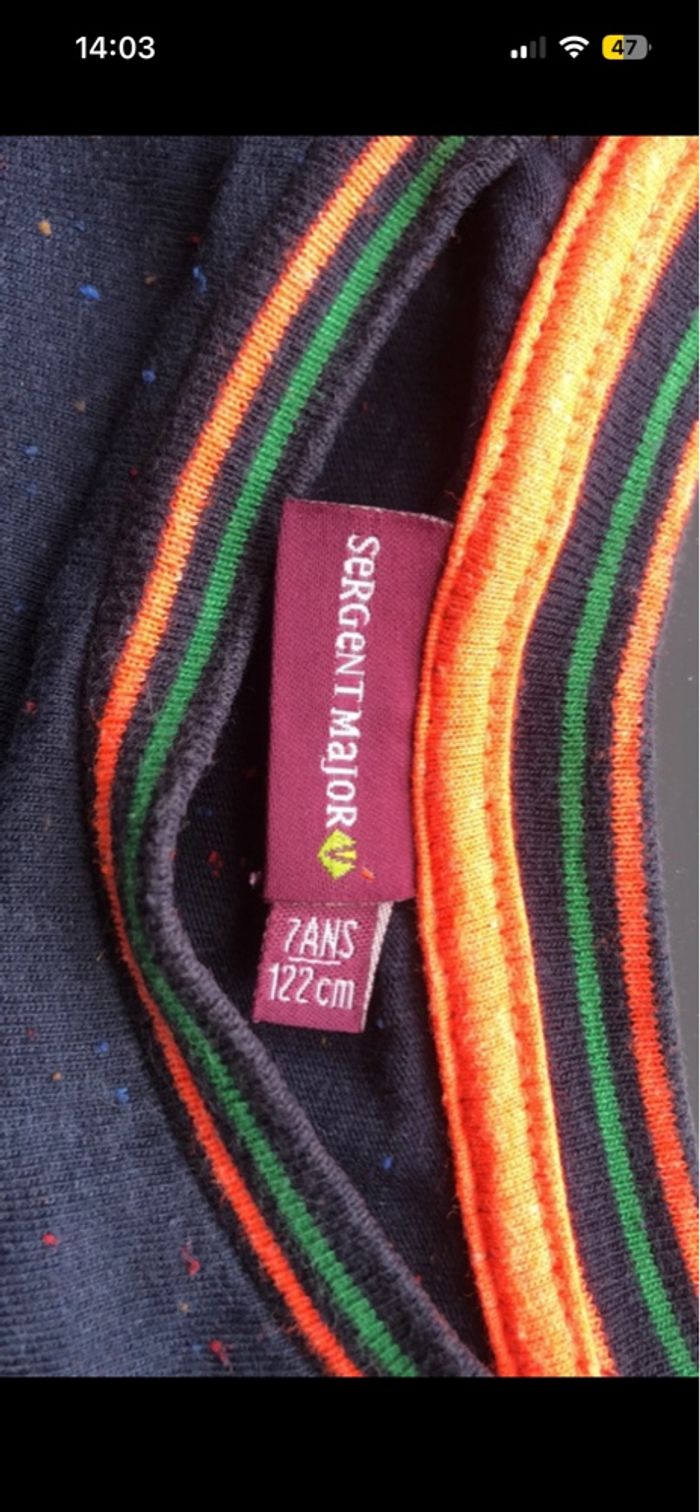 14:03
47
SeRGeNT MaJoR
7ANS
122cm